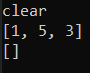 clear
[1, 5, 3]
[]